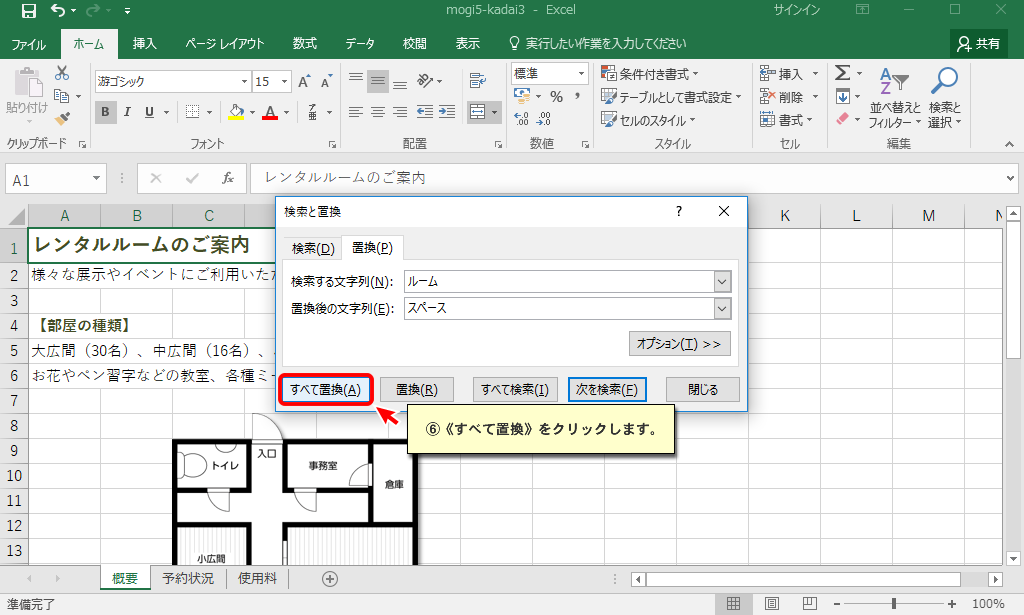 mogi5-kadai3 - Excel
サインイン
ファイル ホーム 挿入 ページ レイアウト 数式 データ 校閲 表示 実行したい作業を入力してください 共有
貼り付け
游ゴシック 15
標準
B I U
条件付き書式
テーブルとして書式設定
セルのスタイル
挿入
削除
書式
並べ替えと
フィルター
検索と
選択
クリップボード フォント 配置 数値 スタイル セル 編集
A1 fx レンタルルームのご案内
A B C K L M N
1 レンタルルームのご案内
2 様々な展示やイベントにご利用いた
3
4 【部屋の種類】
5 大広間（30名）、中広間（16名）、
6 お花やペン習字などの教室、各種ミー
7
8
9
10
11
12
13
検索と置換 ?
検索(D) 置換(P)
検索する文字列(N): ルーム
置換後の文字列(E): スペース
オプション(T) >>
すべて置換(A) 置換(R) すべて検索(I) 次を検索(F) 閉じる
⑥《すべて置換》をクリックします。
入口
トイレ
事務室
倉庫
小広間
概要 予約状況 使用料
準備完了 100%